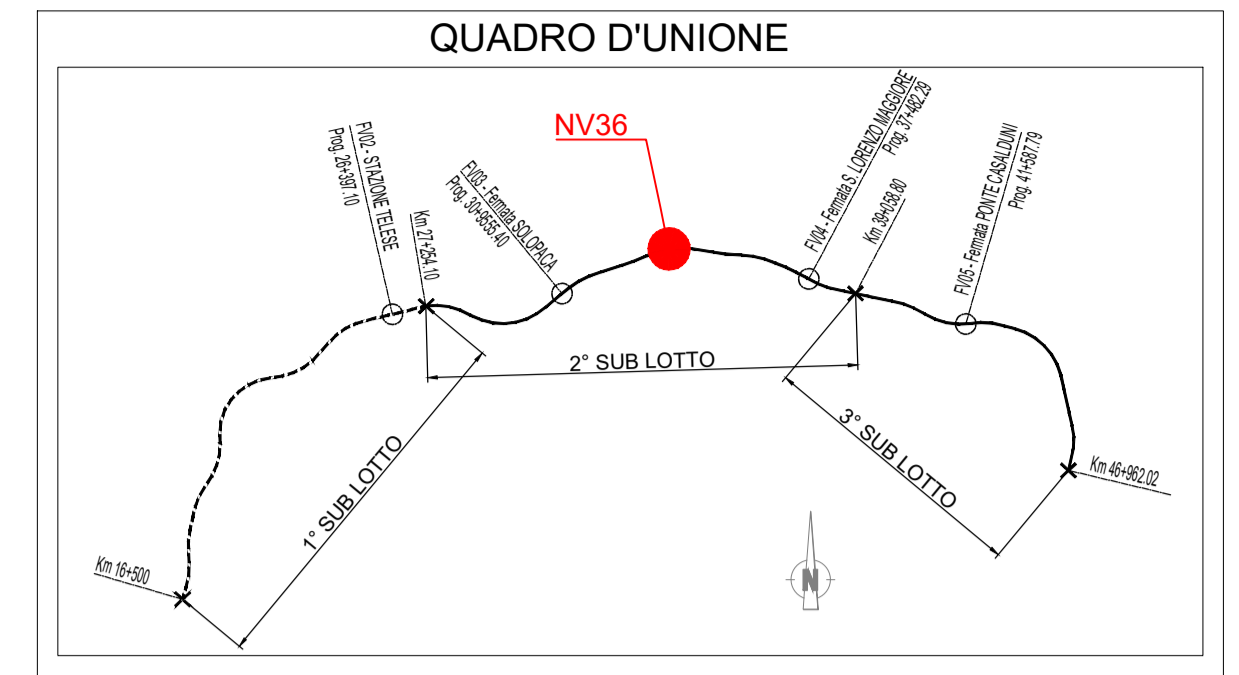 QUADRO D'UNIONE
NV36
FV02 - STAZIONE TELESE
Prog. 26+397.10
Km 27+254.10
FV03 - Fermata SOLOPACA
Prog. 30+9555.40
FV04 - Fermata S. LORENZO MAGGIORE
Prog. 37+482.29
Km 39+058.80
FV05 - Fermata PONTE CASALDUNI
Prog. 41+587.79
2° SUB LOTTO
1° SUB LOTTO
3° SUB LOTTO
Km 46+962.02
Km 16+500
N